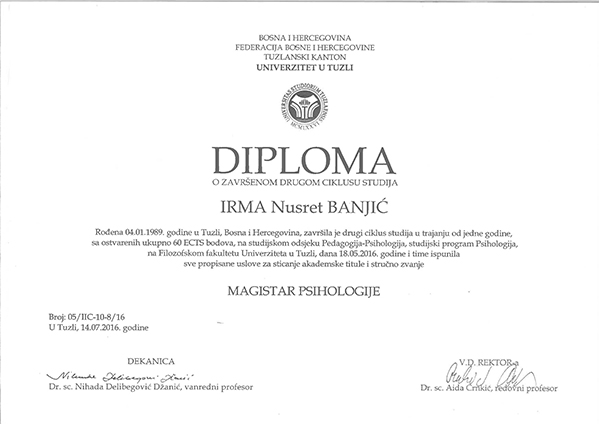 BOSNA I HERCEGOVINA
FEDERACIJA BOSNE I HERCEGOVINE
TUZLANSKI KANTON
UNIVERZITET U TUZLI
UNIVERSITAS STUDIORUM TUZLAENSIS
MCMLXXVI
DIPLOMA
O ZAVRŠENOM DRUGOM CIKLUSU STUDIJA
IRMA Nusret BANJIĆ
Rođena 04.01.1989. godine u Tuzli, Bosna i Hercegovina, završila je drugi ciklus studija u trajanju od jedne godine,
sa ostvarenih ukupno 60 ECTS bodova, na studijskom odsjeku Pedagogija-Psihologija, studijski program Psihologija,
na Filozofskom fakultetu Univerziteta u Tuzli, dana 18.05.2016. godine i time ispunila
sve propisane uslove za sticanje akademske titule i stručno zvanje
MAGISTAR PSIHOLOGIJE
Broj: 05/IIC-10-8/16
U Tuzli, 14.07.2016. godine
DEKANICA
Dr. sc. Nihada Delibegović Džanić, vanredni profesor
V.D. REKTOR-a
Dr. sc. Aida Crnkić, redovni profesor